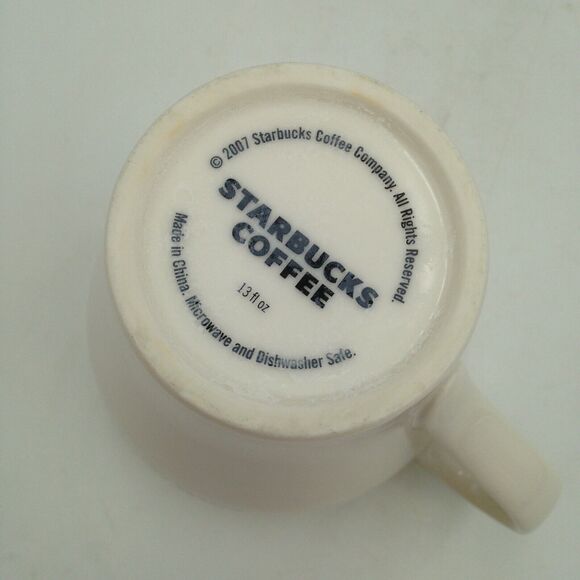 © 2007 Starbucks Coffee Company. All Rights Reserved.
STARBUCKS
COFFEE
13 fl oz
Made in China. Microwave and Dishwasher Safe.